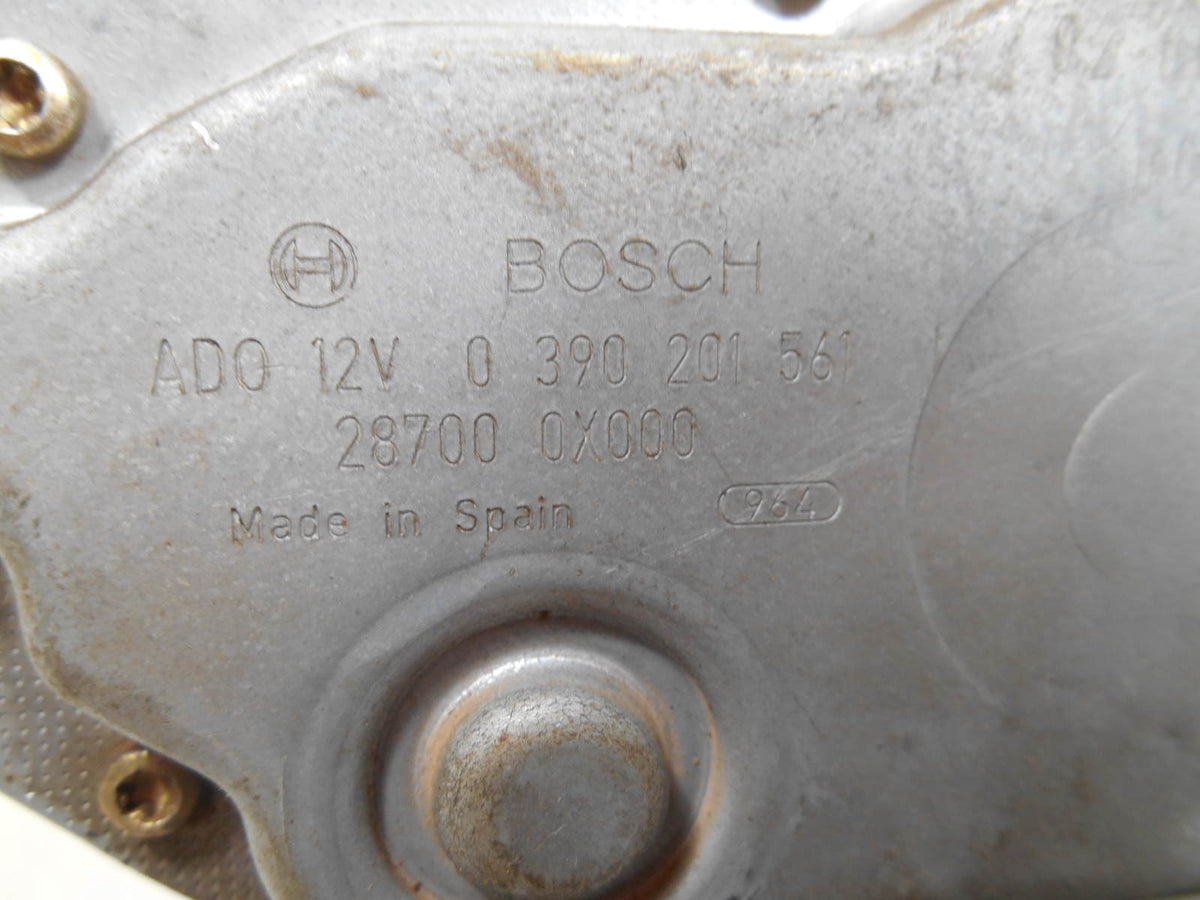 BOSCH
ADO 12V 0 390 201 561
28700 0X000
Made in Spain 964